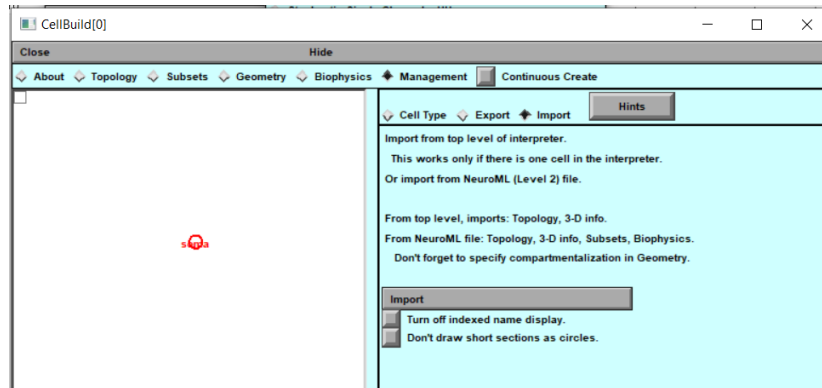 CellBuild[0]
Close Hide
About Topology Subsets Geometry Biophysics Management Continuous Create
Cell Type Export Import Hints
Import from top level of interpreter.
This works only if there is one cell in the interpreter.
Or import from NeuroML (Level 2) file.
From top level, imports: Topology, 3-D info.
From NeuroML file: Topology, 3-D info, Subsets, Biophysics.
Don't forget to specify compartmentalization in Geometry.
soma
Import
Turn off indexed name display.
Don't draw short sections as circles.